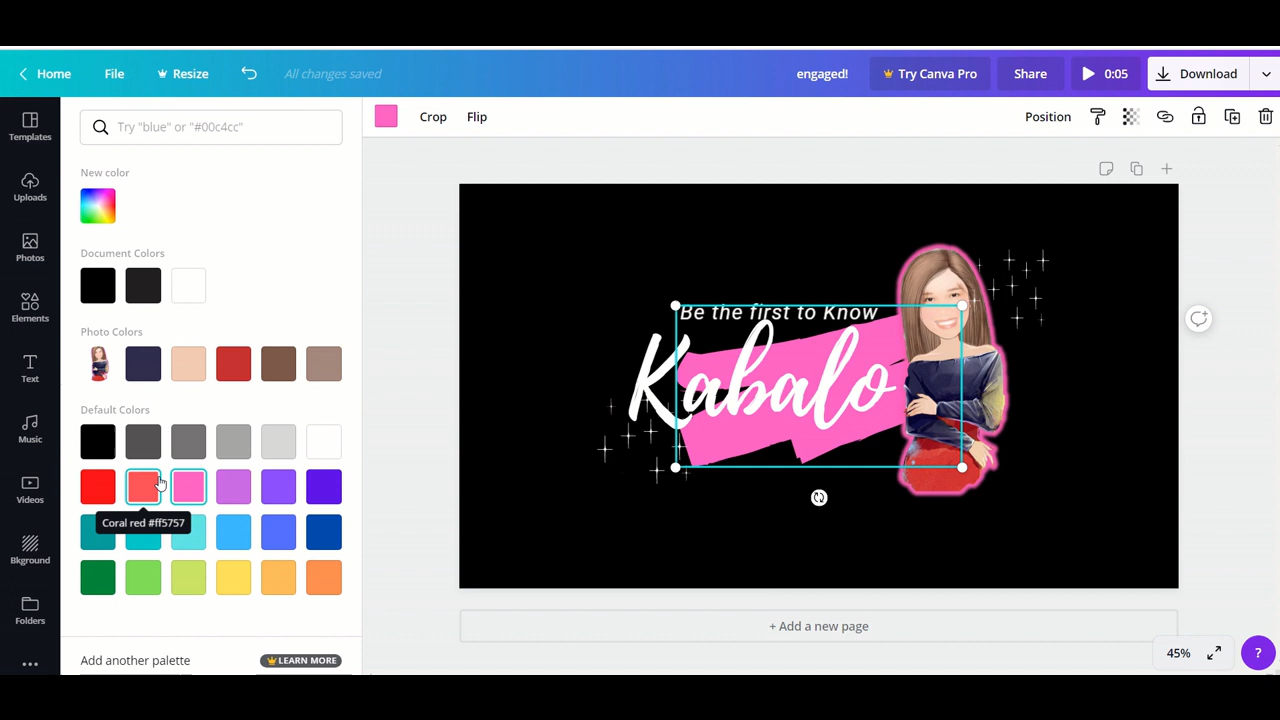 Home
File
Resize
All changes saved
engaged!
Try Canva Pro
Share
0:05
Download
Templates
Uploads
Photos
Elements
Text
Music
Videos
Bkground
Folders
Try "blue" or "#00c4cc"
New color
Document Colors
Photo Colors
Default Colors
Coral red #ff5757
Add another palette
LEARN MORE
Crop
Flip
Position
Be the first to Know
Kabalo
+ Add a new page
45%
?